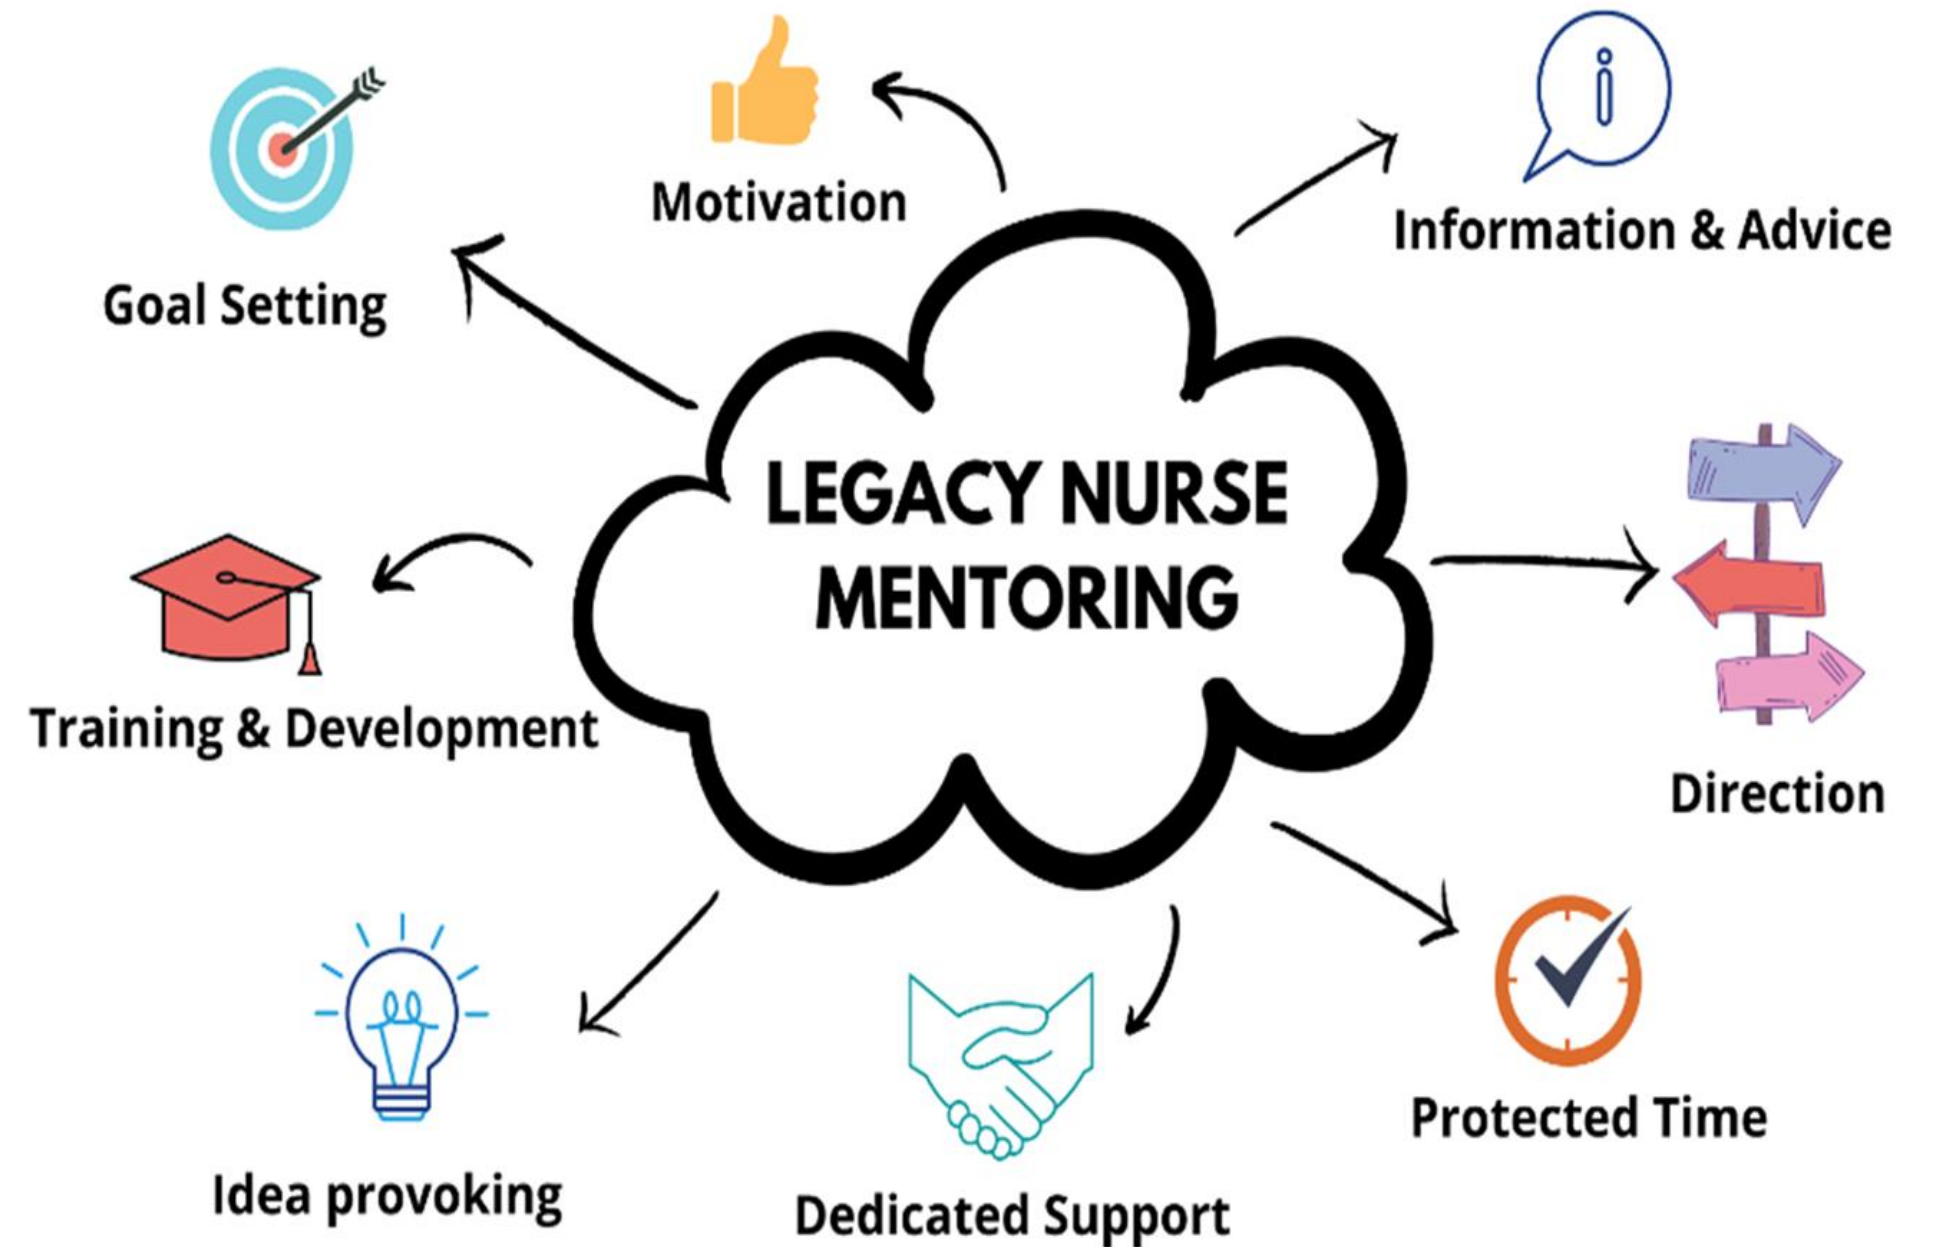 Motivation
Information & Advice
Goal Setting
LEGACY NURSE
MENTORING
Training & Development
Direction
Protected Time
Idea provoking
Dedicated Support